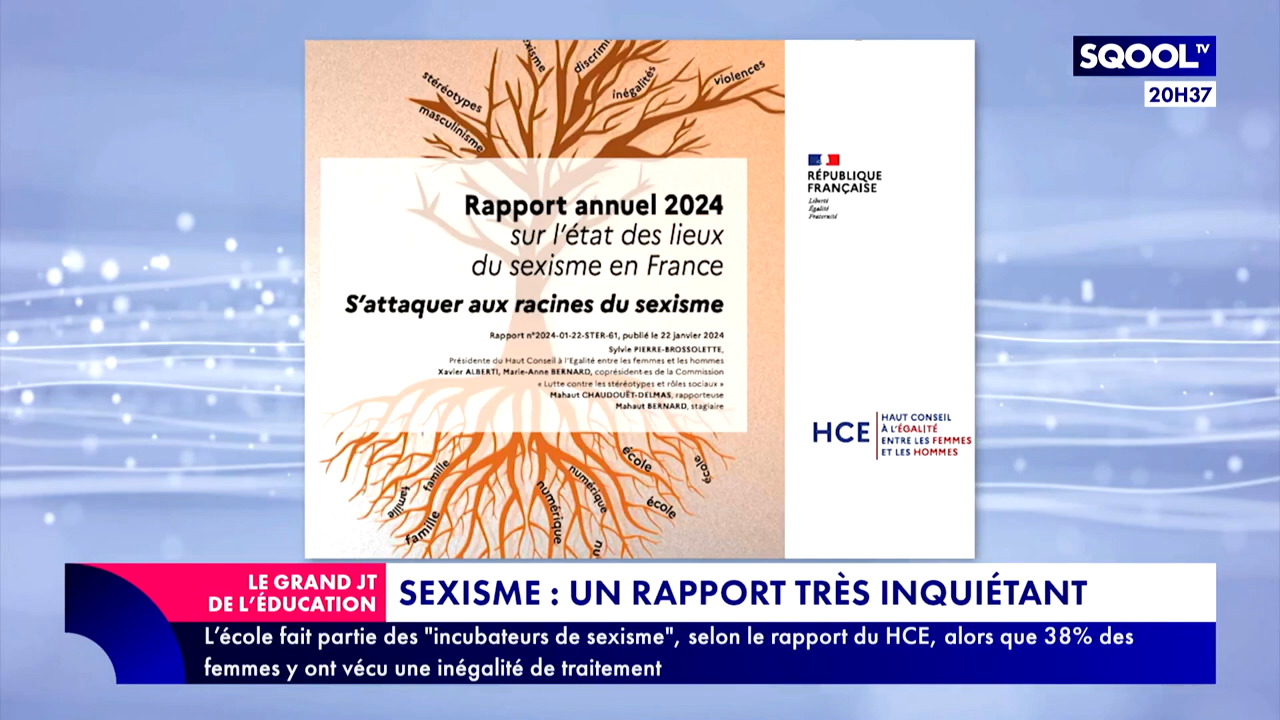 SQOOL TV
20H37
stéréotypes
masculinisme
inégalités
violences
Rapport annuel 2024
sur l'état des lieux
du sexisme en France
S'attaquer aux racines du sexisme
Rapport n°2024-01-22-STER-61, publié le 22 janvier 2024
Sylvie PIERRE-BROSSOLETTE,
Présidente du Haut Conseil à l'Egalité entre les femmes et les hommes
Xavier ALBERTI, Marie-Anne BERNARD, coprésident·es de la Commission
« Lutte contre les stéréotypes et rôles sociaux »
Mahaut CHAUDOUËT-DELMAS, rapporteuse
Mahaut BERNARD, stagiaire
famille
famille
famille
numérique
numérique
école
école
école
RÉPUBLIQUE
FRANÇAISE
Liberté
Égalité
Fraternité
HCE
HAUT CONSEIL
À L'ÉGALITÉ
ENTRE LES FEMMES
ET LES HOMMES
LE GRAND JT
DE L'ÉDUCATION
SEXISME : UN RAPPORT TRÈS INQUIÉTANT
L'école fait partie des "incubateurs de sexisme", selon le rapport du HCE, alors que 38% des
femmes y ont vécu une inégalité de traitement